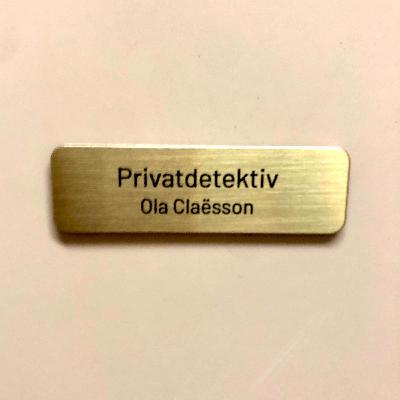 Privatdetektiv
Ola Claësson